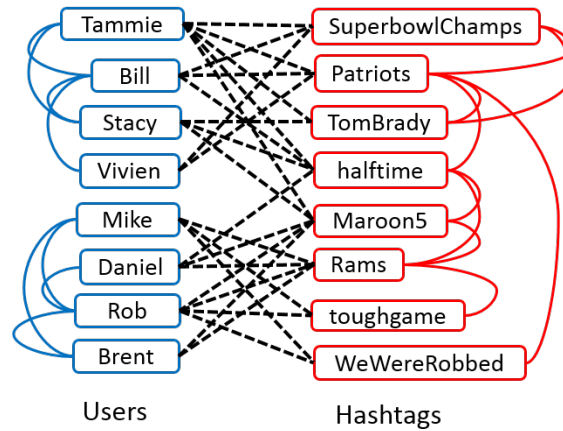 Tammie SuperbowlChamps
Bill Patriots
Stacy TomBrady
Vivien halftime
Mike Maroon5
Daniel Rams
Rob toughgame
Brent WeWereRobbed
Users Hashtags